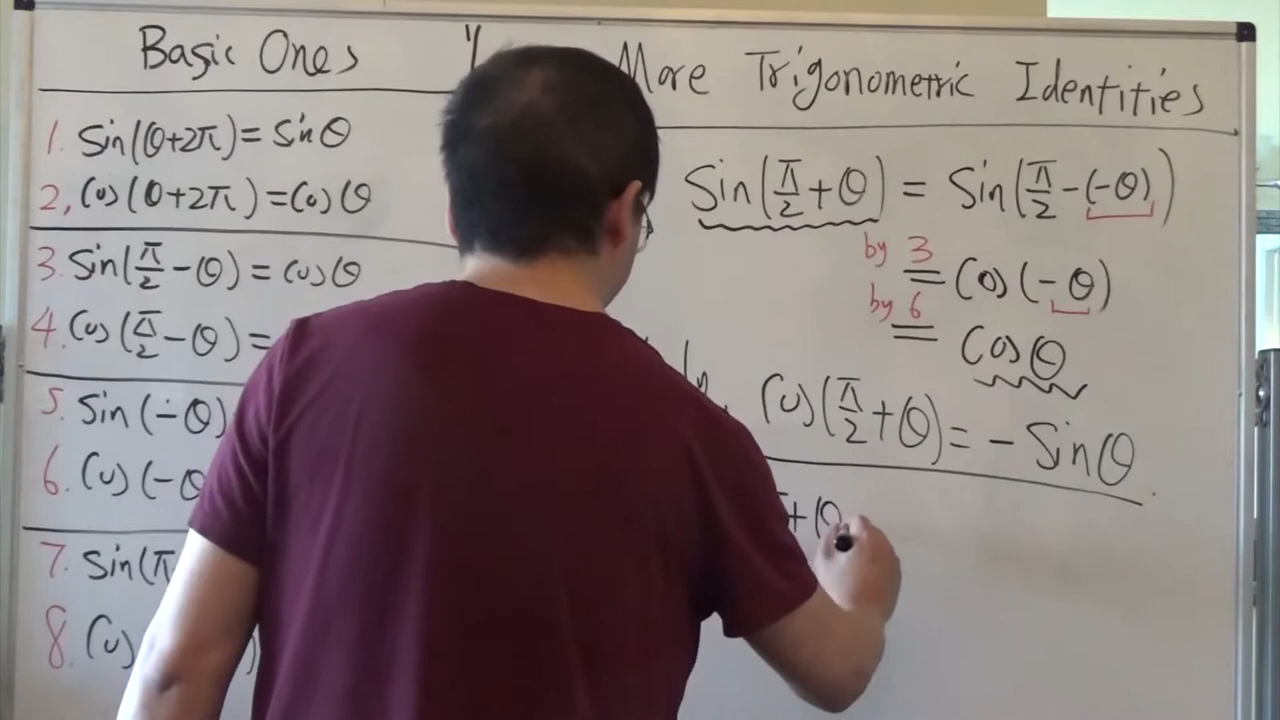 Basic Ones
1. Sin(θ+2π)=Sinθ
2, Cos(θ+2π)=Cosθ
3. Sin(π/2-θ)=Cosθ
4. Cos(π/2-θ)=
5. Sin(-θ)
6. Cos(-θ
7. Sin(π
8. Cos
More Trigonometric Identities
Sin(π/2+θ) = Sin(π/2-(-θ))
by 3 = Cos(-θ)
by 6 = Cosθ
Cos(π/2+θ)=-Sinθ
+θ